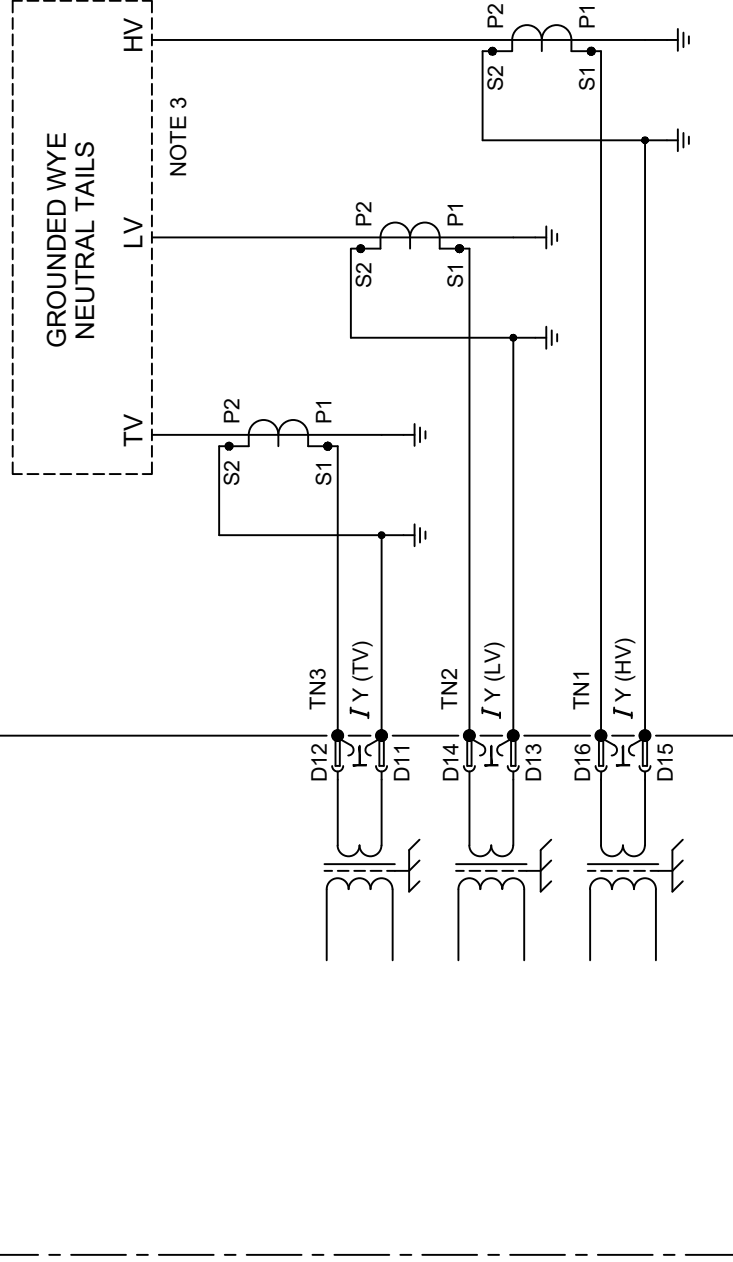 GROUNDED WYE
NEUTRAL TAILS
TV
LV
HV
NOTE 3
S2
P2
S1
P1
S2
P2
S1
P1
S2
P2
S1
P1
TN3
I Y (TV)
D12
D11
TN2
I Y (LV)
D14
D13
TN1
I Y (HV)
D16
D15